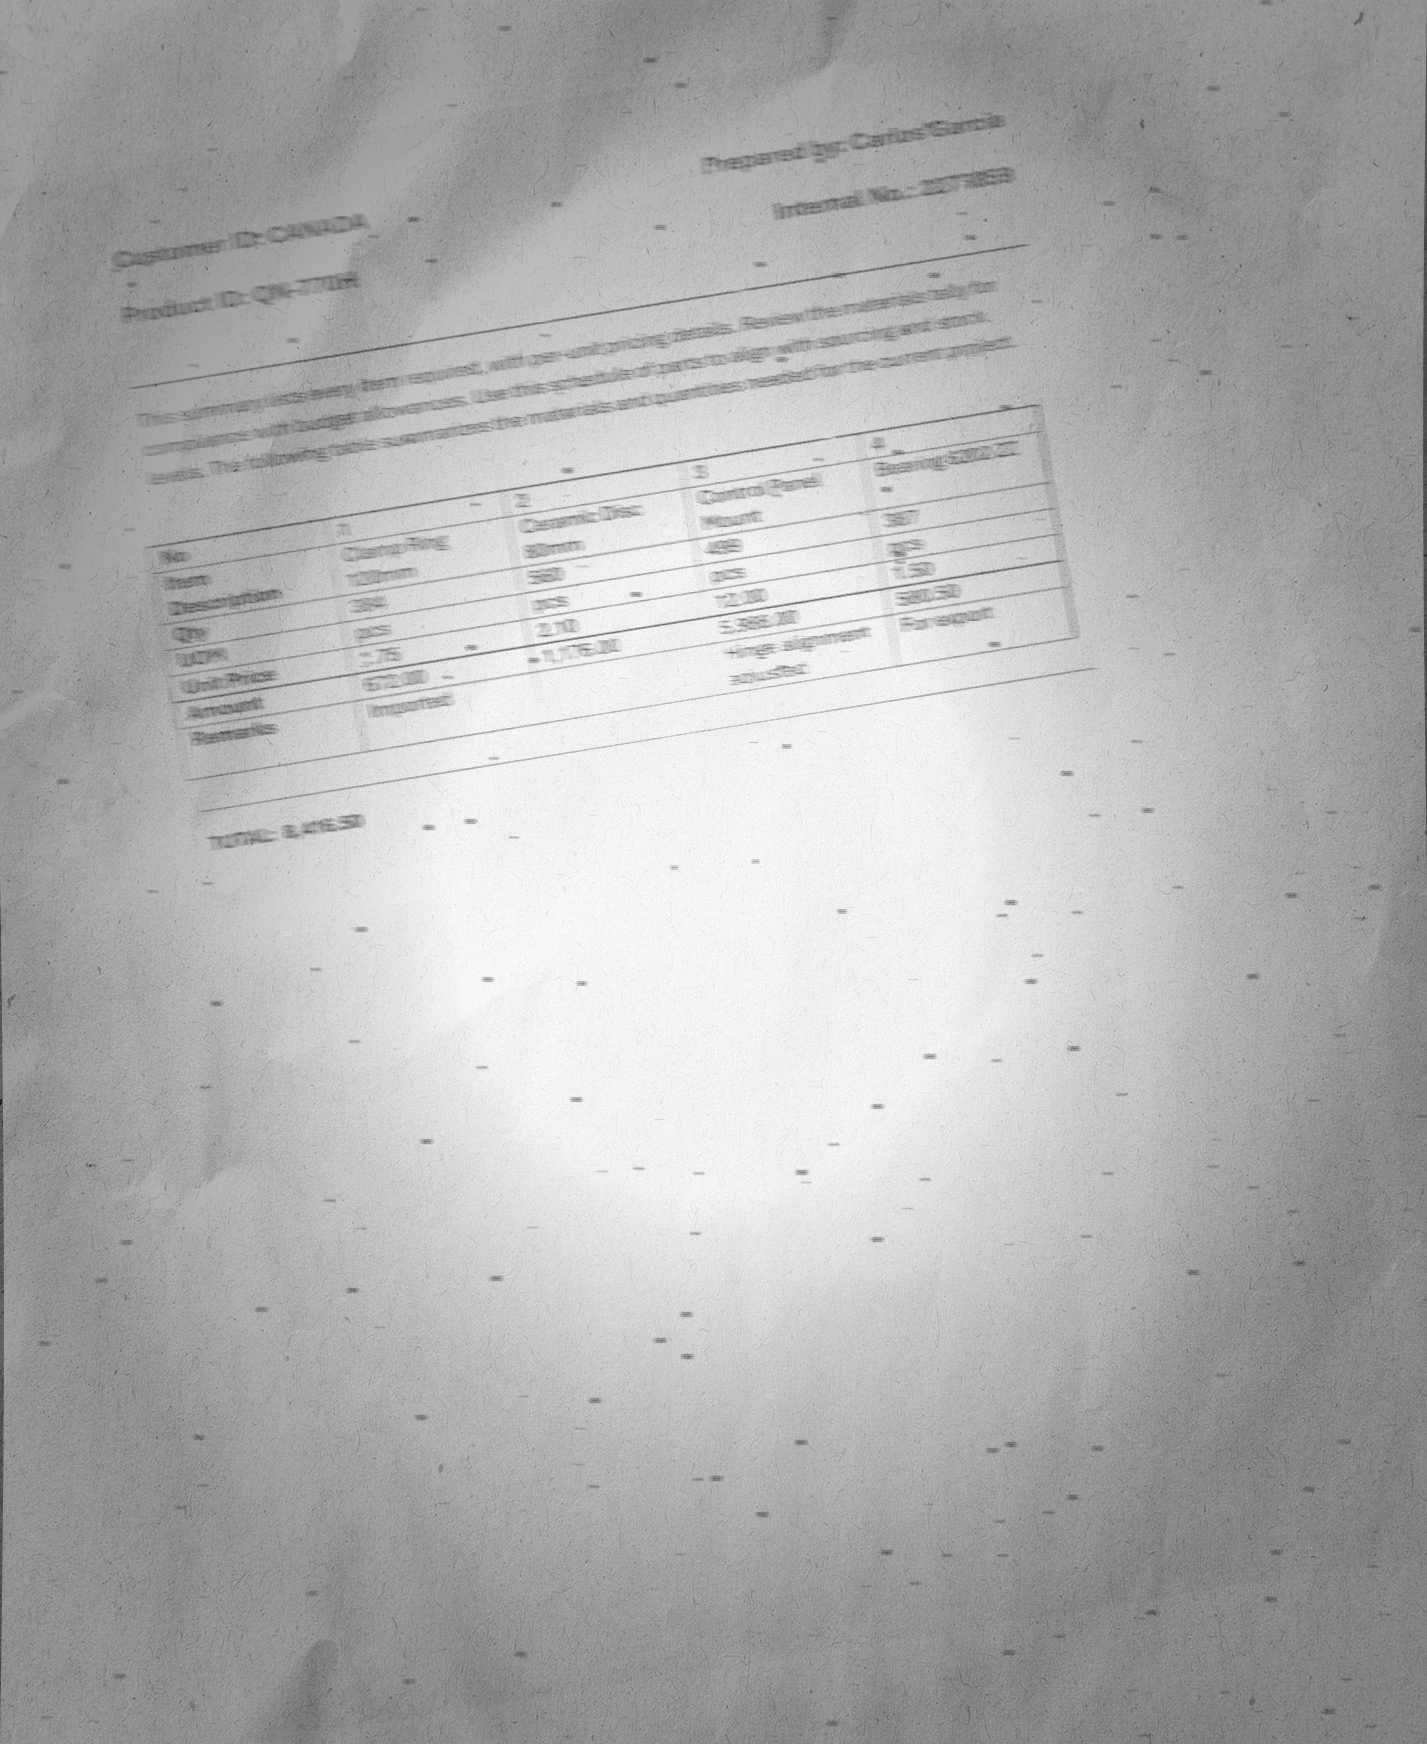 Prepared by: Carlos Garcia
Internal No.:
Customer ID: CANADA
Product ID:
This summary lists every item required, with per-unit pricing details. Review the materials tally for
compliance with budget allowances. Use this schedule of parts to align with sourcing and stock
levels. The following table summarizes the materials and quantities needed for the current project.
No 1 2 3 4
Item Description Clamp Ring 120mm Ceramic Disc 80mm Control Panel Mount Bearing 6202 ZZ
Qty 384 560 499 387
UOM pcs pcs pcs pcs
Unit Price 1.75 2.10 12.00 1.50
Amount 672.00 1,176.00 5,988.00 580.50
Remarks Imported Hinge alignment adjusted For export
TOTAL: 8,416.50